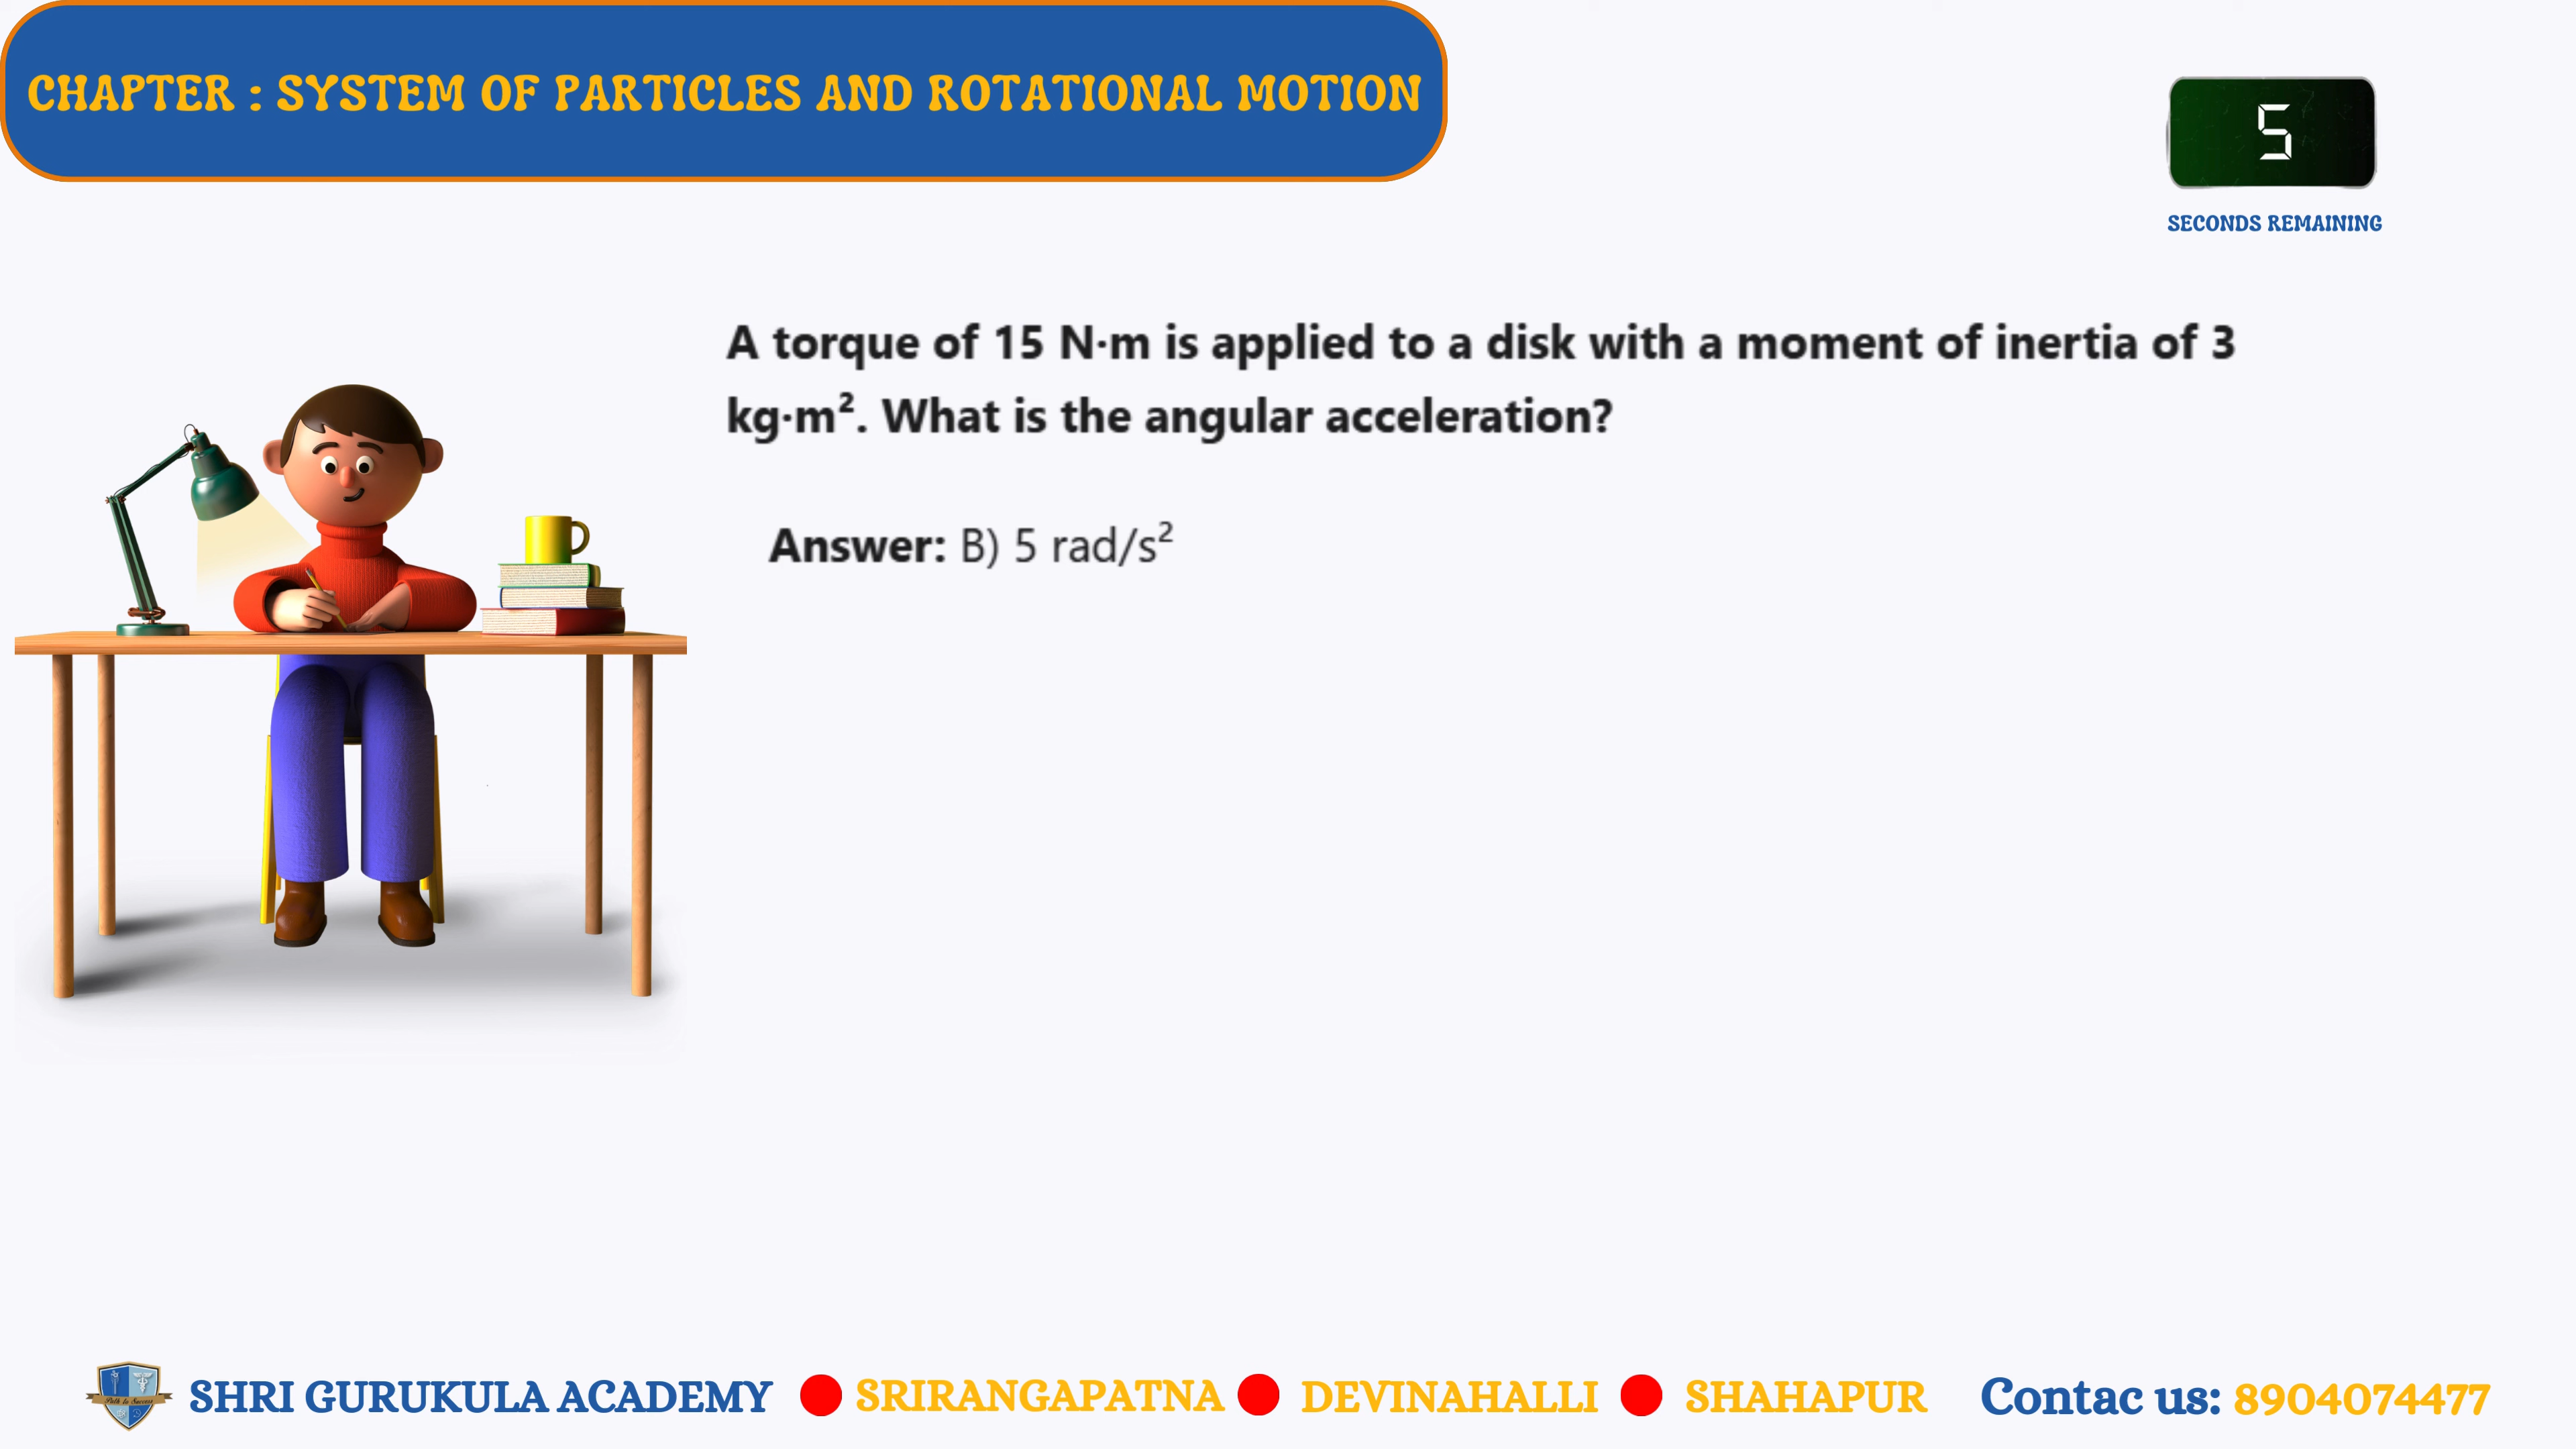 CHAPTER : SYSTEM OF PARTICLES AND ROTATIONAL MOTION
5
SECONDS REMAINING
A torque of 15 N·m is applied to a disk with a moment of inertia of 3
kg·m². What is the angular acceleration?
Answer: B) 5 rad/s²
SHRI GURUKULA ACADEMY SRIRANGAPATNA DEVINAHALLI SHAHAPUR Contac us: 8904074477